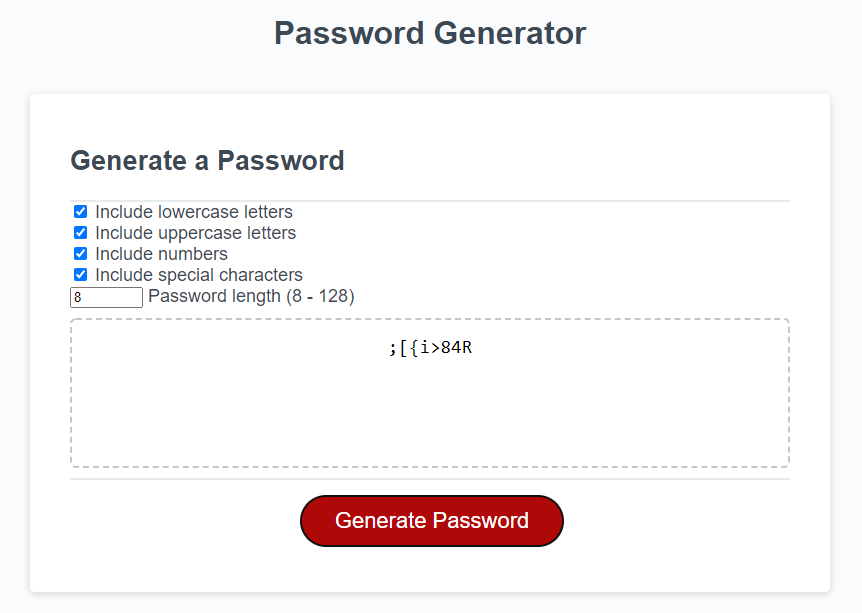 Password Generator
Generate a Password
Include lowercase letters
Include uppercase letters
Include numbers
Include special characters
8 Password length (8 - 128)
;[{i>84R
Generate Password